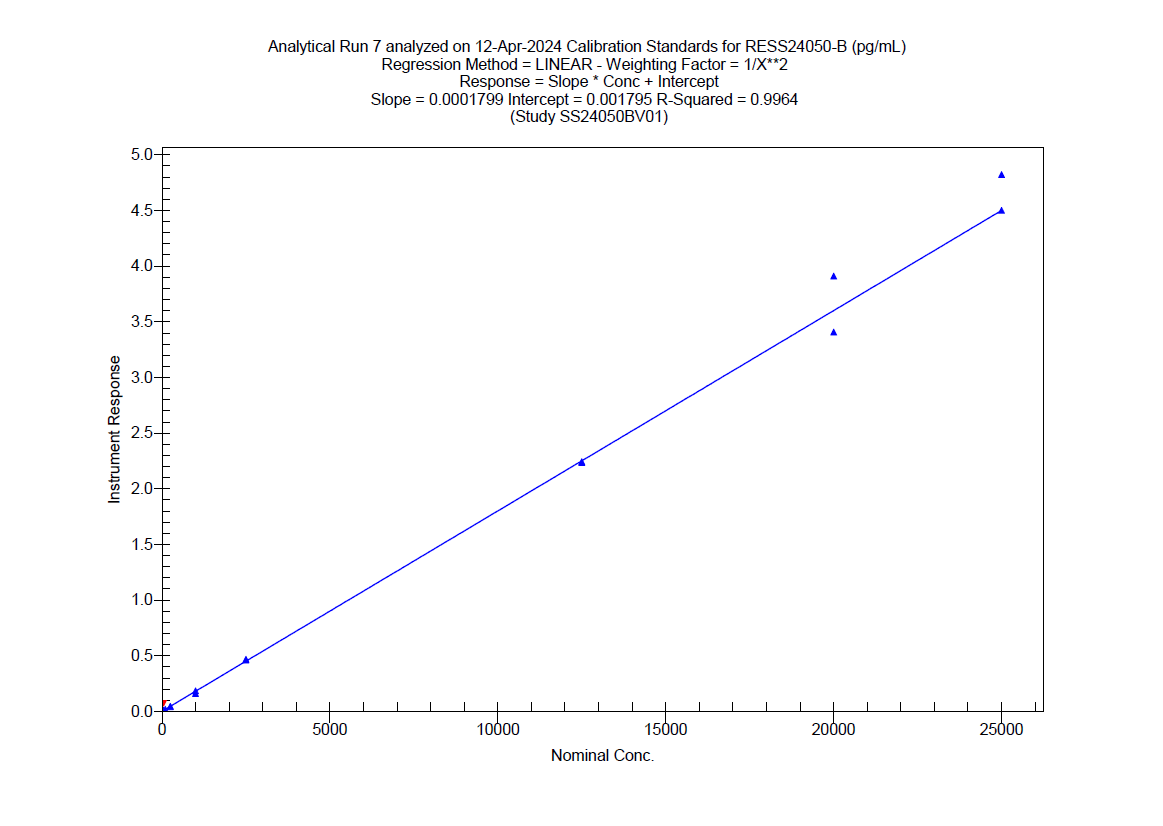 Analytical Run 7 analyzed on 12-Apr-2024 Calibration Standards for RESS24050-B (pg/mL)
Regression Method = LINEAR - Weighting Factor = 1/X**2
Response = Slope * Conc + Intercept
Slope = 0.0001799 Intercept = 0.001795 R-Squared = 0.9964
(Study SS24050BV01)
5.0
4.5
4.0
3.5
3.0
2.5
2.0
1.5
1.0
0.5
0.0
Instrument Response
0 5000 10000 15000 20000 25000
Nominal Conc.